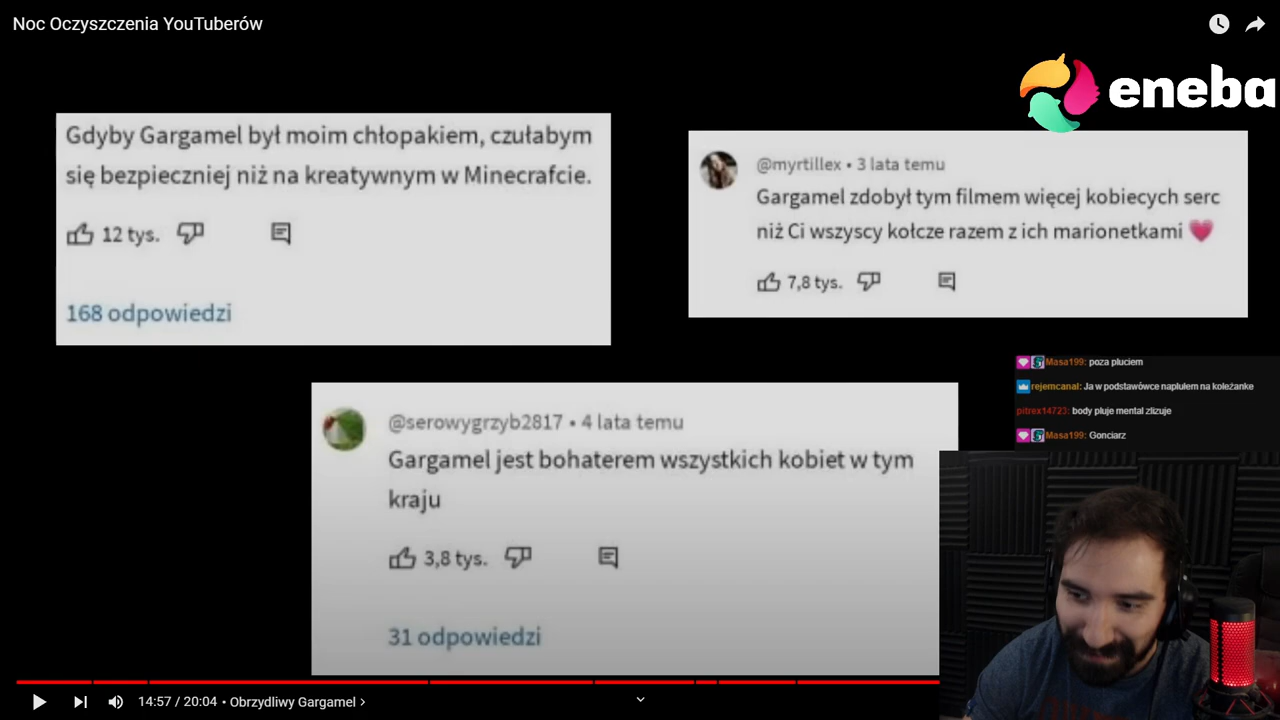 Noc Oczyszczenia YouTuberów
eneba
Gdyby Gargamel był moim chłopakiem, czułabym
się bezpieczniej niż na kreatywnym w Minecrafcie.
12 tys.
168 odpowiedzi
@myrtillex • 3 lata temu
Gargamel zdobył tym filmem więcej kobiecych serc
niż Ci wszyscy kołcze razem z ich marionetkami
7,8 tys.
@serowygrzyb2817 • 4 lata temu
Gargamel jest bohaterem wszystkich kobiet w tym
kraju
3,8 tys.
31 odpowiedzi
Masa199: poza pluciem
rejemcanal: Ja w podstawówce naplułem na koleżanke
pitrex14723: body pluje mental zlizuje
Masa199: Gonciarz
14:57 / 20:04 • Obrzydliwy Gargamel ›